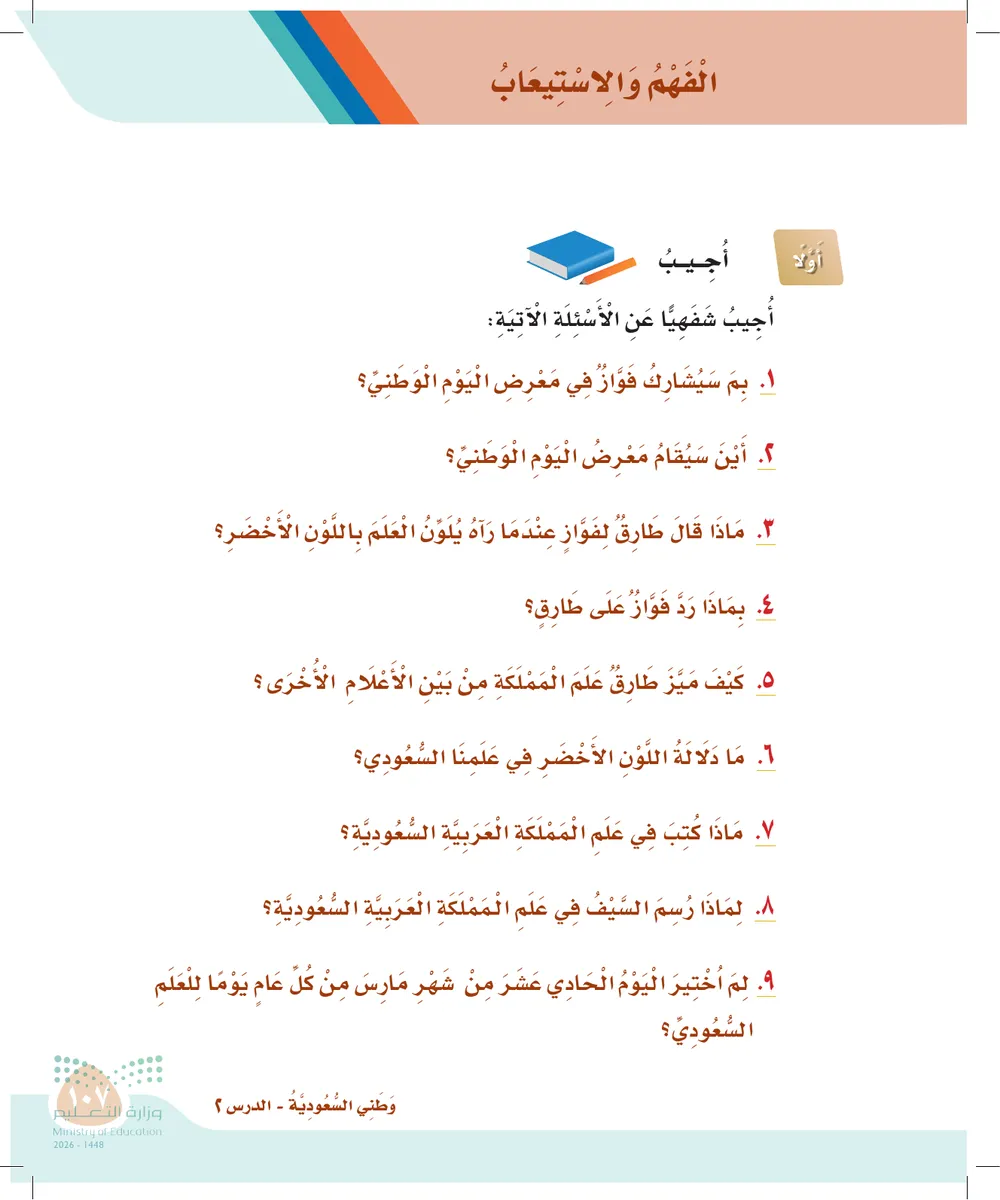 الْفَهْمُ وَالِاسْتِيعَابُ
أَوَّلًا
أُجِـيـبُ
أُجِيبُ شَفَهِيًّا عَنِ الْأَسْئِلَةِ الْآتِيَةِ:
١. بِمَ سَيُشَارِكُ فَوَّازٌ فِي مَعْرِضِ الْيَوْمِ الْوَطَنِيِّ؟
٢. أَيْنَ سَيُقَامُ مَعْرِضُ الْيَوْمِ الْوَطَنِيِّ؟
٣. مَاذَا قَالَ طَارِقٌ لِفَوَّازٍ عِنْدَمَا رَآهُ يُلَوِّنُ الْعَلَمَ بِاللَّوْنِ الْأَخْضَرِ؟
٤. بِمَاذَا رَدَّ فَوَّازٌ عَلَى طَارِقٍ؟
٥. كَيْفَ مَيَّزَ طَارِقٌ عَلَمَ الْمَمْلَكَةِ مِنْ بَيْنِ الْأَعْلَامِ الْأُخْرَى؟
٦. مَا دَلَالَةُ اللَّوْنِ الأَخْضَرِ فِي عَلَمِنَا السُّعُودِي؟
٧. مَاذَا كُتِبَ فِي عَلَمِ الْمَمْلَكَةِ الْعَرَبِيَّةِ السُّعُودِيَّةِ؟
٨. لِمَاذَا رُسِمَ السَّيْفُ فِي عَلَمِ الْمَمْلَكَةِ الْعَرَبِيَّةِ السُّعُودِيَّةِ؟
٩. لِمَ اُخْتِيرَ الْيَوْمُ الْحَادِي عَشَرَ مِنْ شَهْرِ مَارِسَ مِنْ كُلِّ عَامٍ يَوْمًا لِلْعَلَمِ
السُّعُودِيِّ؟
وَطَنِي السُّعُودِيَّةُ - الدرس ٢
١٠٧
وزارة التعـليم
Ministry of Education
2026 - 1448